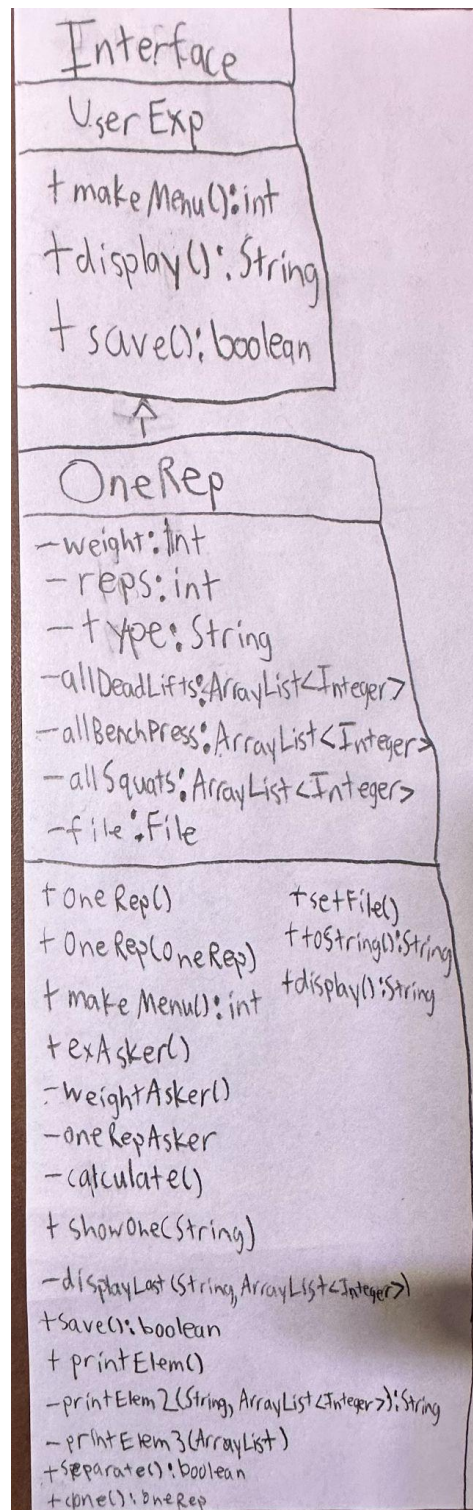 Interface
UserExp
+ makeMenu():int
+display():String
+ save():boolean
OneRep
-weight:int
- reps:int
-type:String
-allDeadLifts:ArrayList<Integer>
-allBenchPress:ArrayList<Integer>
-allSquats:ArrayList<Integer>
-file:File
+ OneRep()
+ OneRep(OneRep)
+ makeMenu():int
+exAsker()
-weightAsker()
-oneRepAsker
-calculate()
+ showOne(String)
-displayLast(String,ArrayList<Integer>)
+save():boolean
+ printElem()
-printElem2(String, ArrayList<Integer>):String
-printElem3(ArrayList)
+separate():boolean
+clone():OneRep
+setFile()
+toString():String
+display():String